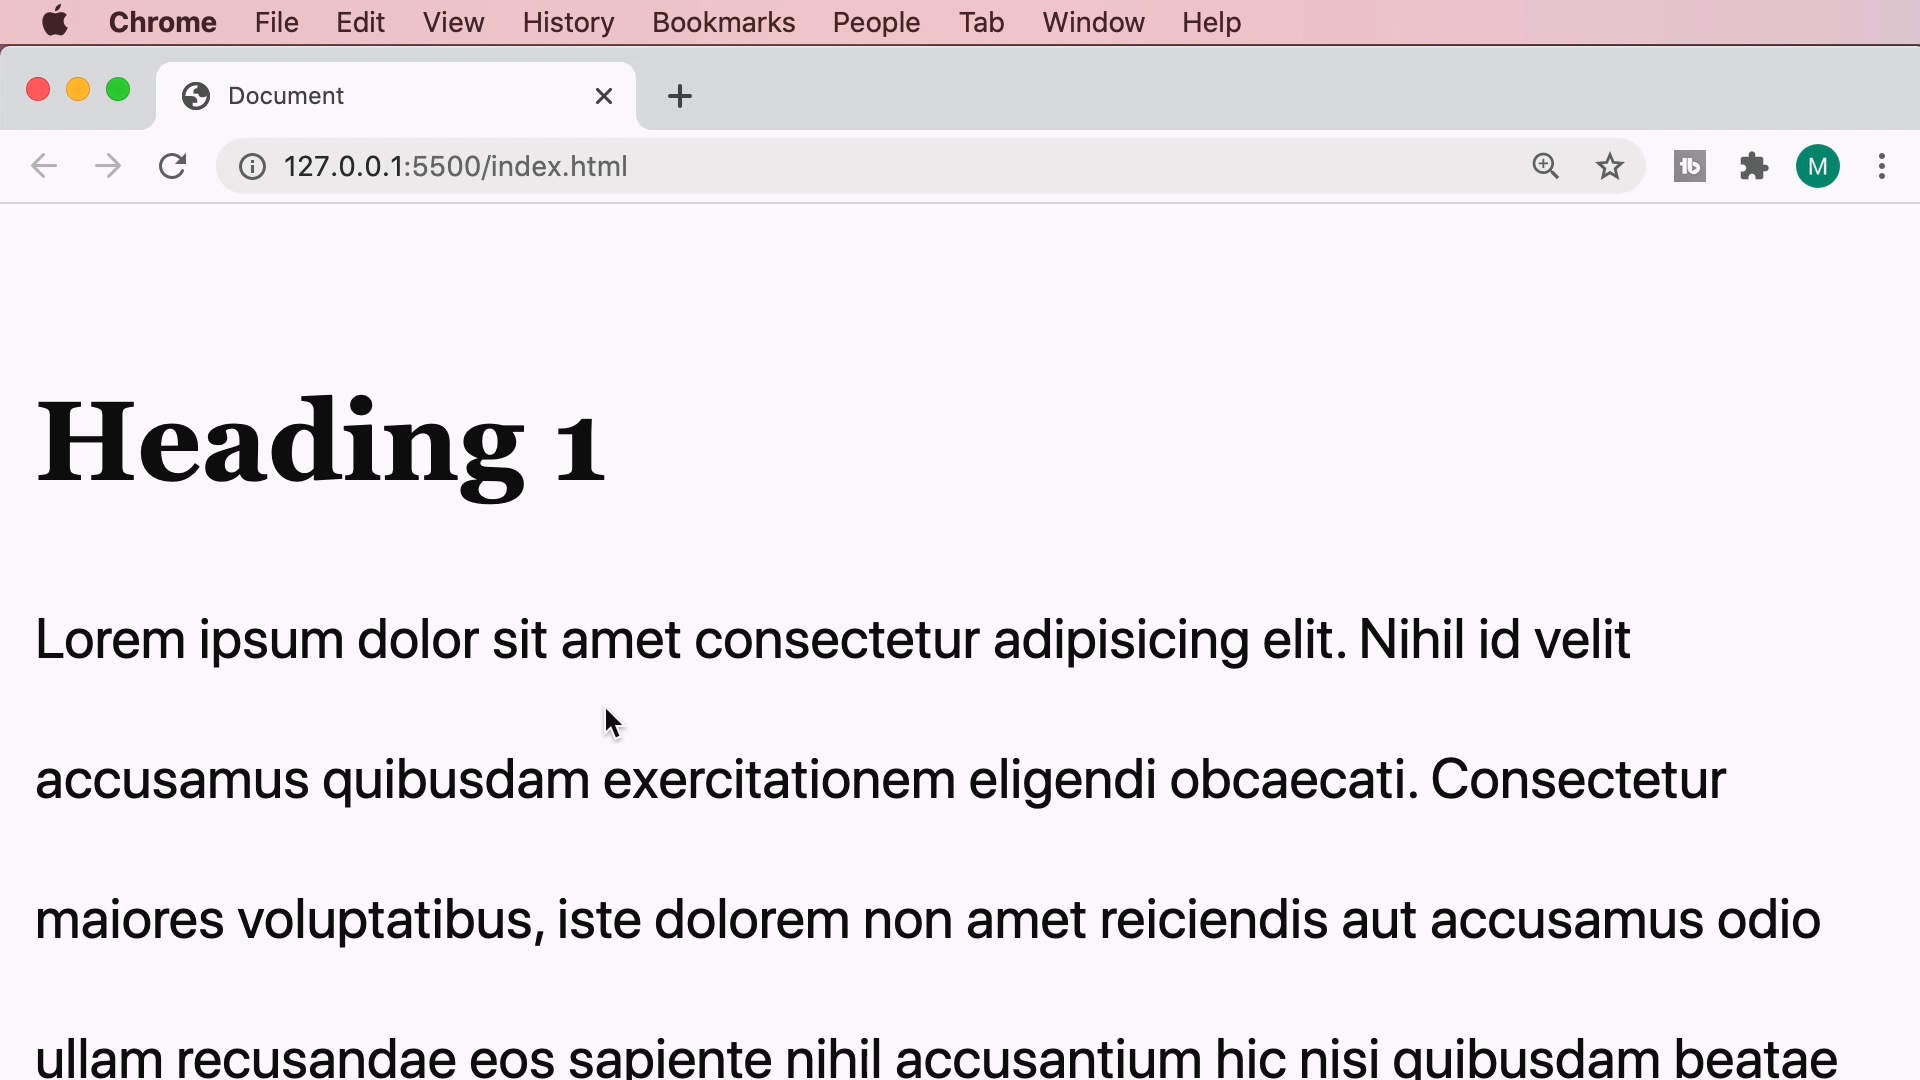 Chrome File Edit View History Bookmarks People Tab Window Help
Document
127.0.0.1:5500/index.html
M
Heading 1
Lorem ipsum dolor sit amet consectetur adipisicing elit. Nihil id velit
accusamus quibusdam exercitationem eligendi obcaecati. Consectetur
maiores voluptatibus, iste dolorem non amet reiciendis aut accusamus odio
ullam recusandae eos sapiente nihil accusantium hic nisi quibusdam beatae